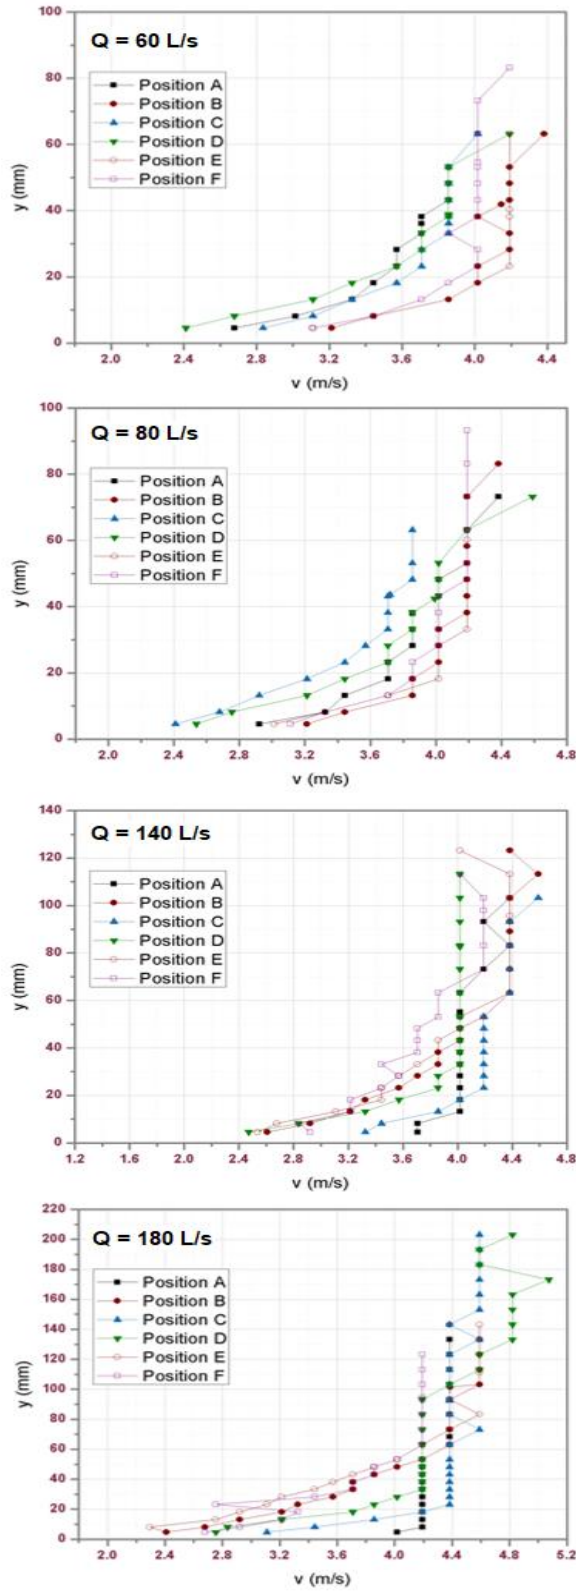 Q = 60 L/s
100
80
60
40
20
0
y (mm)
Position A
Position B
Position C
Position D
Position E
Position F
2.0 2.4 2.8 3.2 3.6 4.0 4.4
v (m/s)
Q = 80 L/s
100
80
60
40
20
0
y (mm)
Position A
Position B
Position C
Position D
Position E
Position F
2.0 2.4 2.8 3.2 3.6 4.0 4.4 4.8
v (m/s)
Q = 140 L/s
140
120
100
80
60
40
20
0
y (mm)
Position A
Position B
Position C
Position D
Position E
Position F
1.2 1.6 2.0 2.4 2.8 3.2 3.6 4.0 4.4 4.8
v (m/s)
Q = 180 L/s
220
200
180
160
140
120
100
80
60
40
20
0
y (mm)
Position A
Position B
Position C
Position D
Position E
Position F
2.0 2.4 2.8 3.2 3.6 4.0 4.4 4.8 5.2
v (m/s)